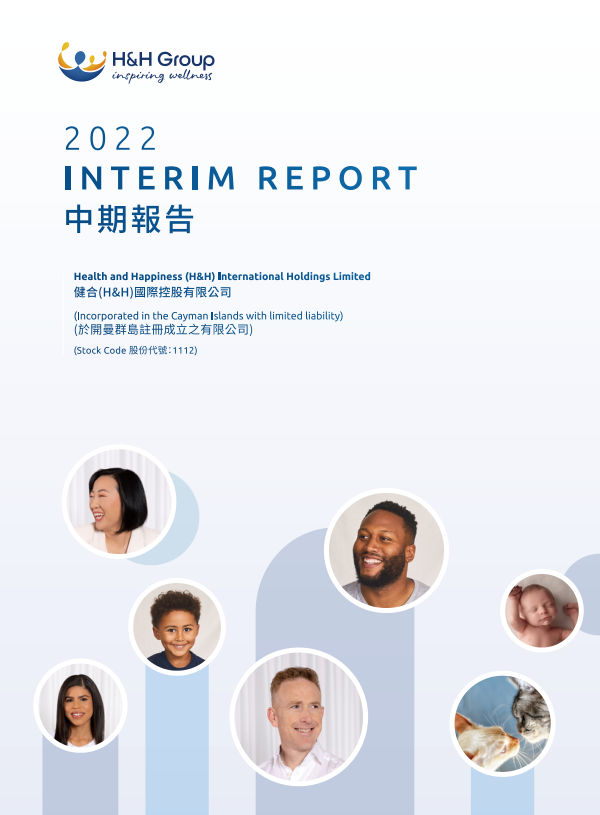 H&H Group
inspiring wellness
2022
INTERIM REPORT
中期報告
Health and Happiness (H&H) International Holdings Limited
健合(H&H)國際控股有限公司
(Incorporated in the Cayman Islands with limited liability)
(於開曼群島註冊成立之有限公司)
(Stock Code 股份代號：1112)